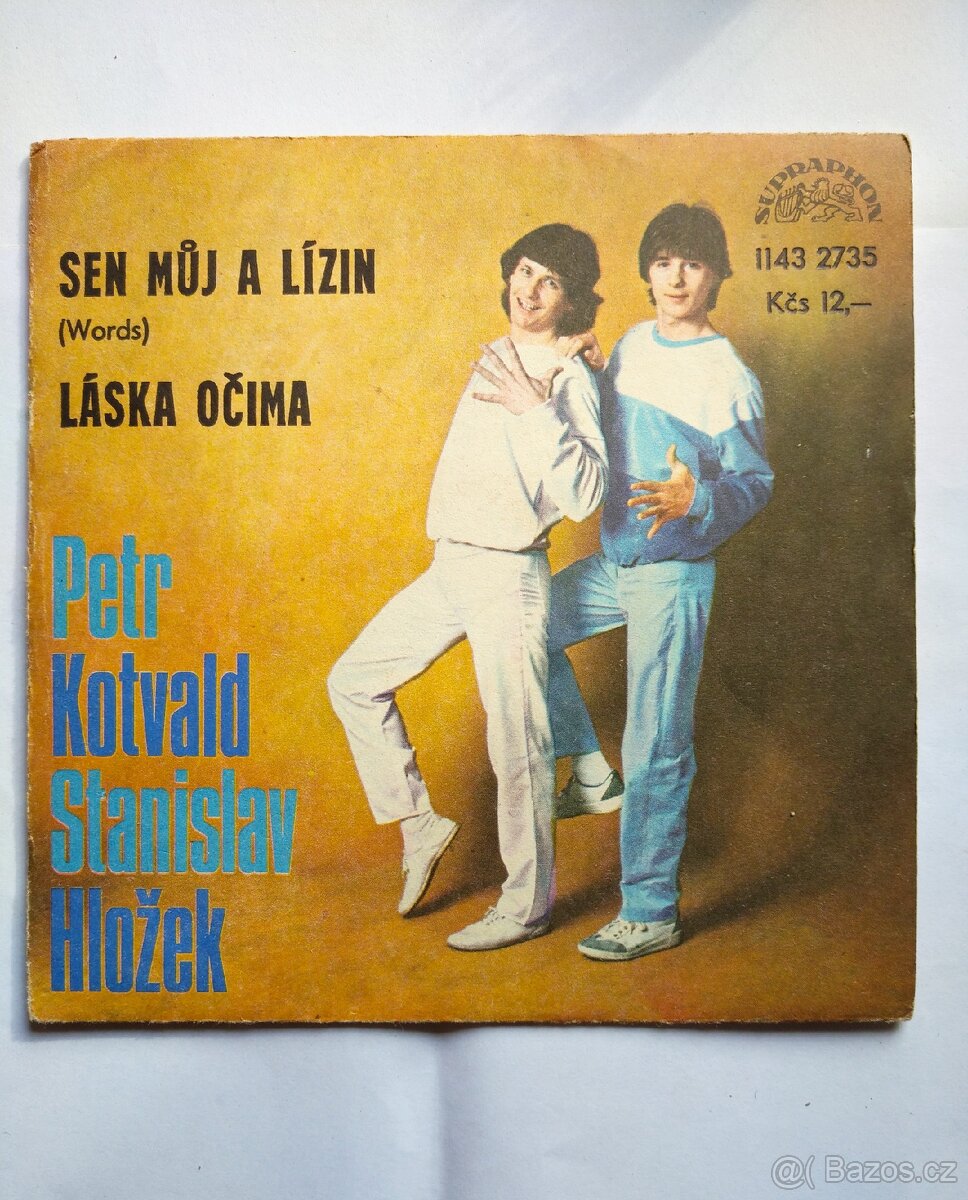 SUPRAPHON
1143 2735
Kčs 12,—
SEN MŮJ A LÍZIN
(Words)
LÁSKA OČIMA
Petr
Kotvald
Stanislav
Hložek
@( Bazos.cz